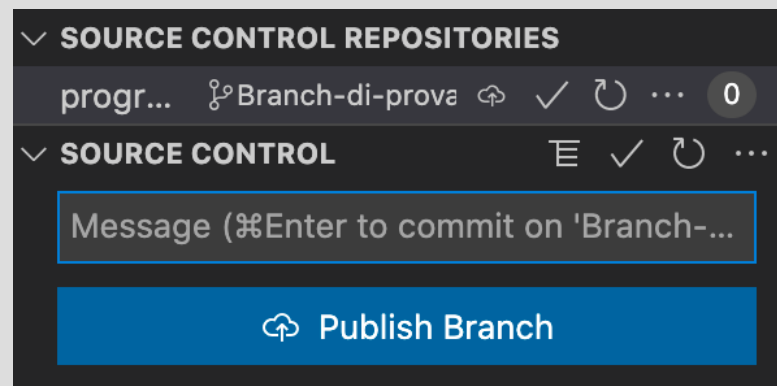 SOURCE CONTROL REPOSITORIES
progr... Branch-di-prova 0
SOURCE CONTROL
Message (⌘Enter to commit on 'Branch-...
Publish Branch